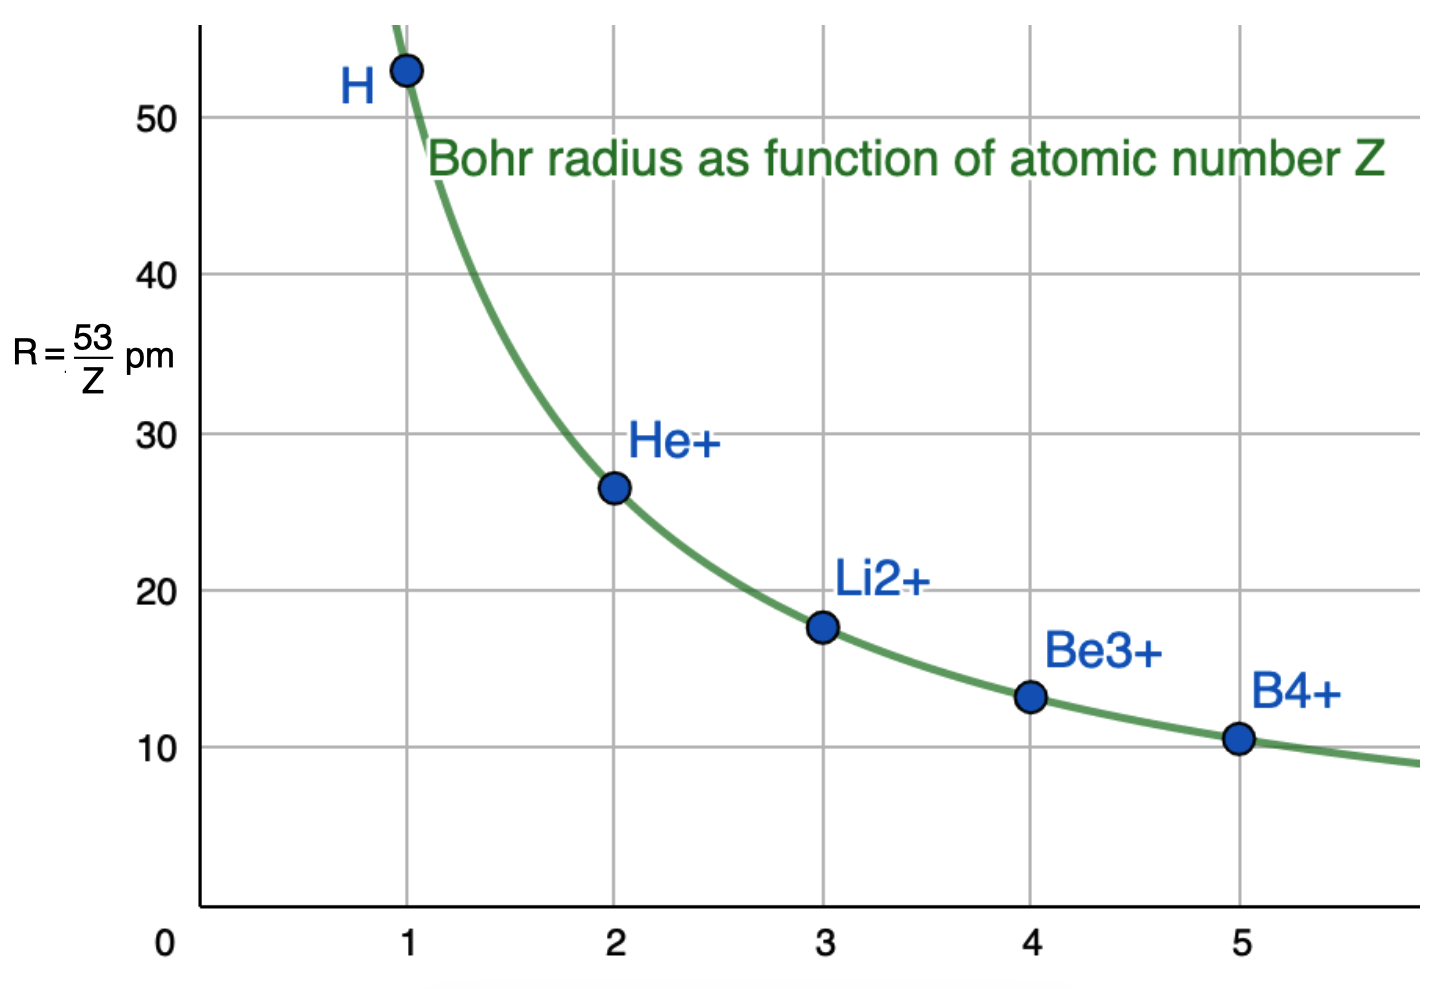 H
50
Bohr radius as function of atomic number Z
40
R = 53/Z pm
30
He+
20
Li2+
Be3+
B4+
10
0 1 2 3 4 5